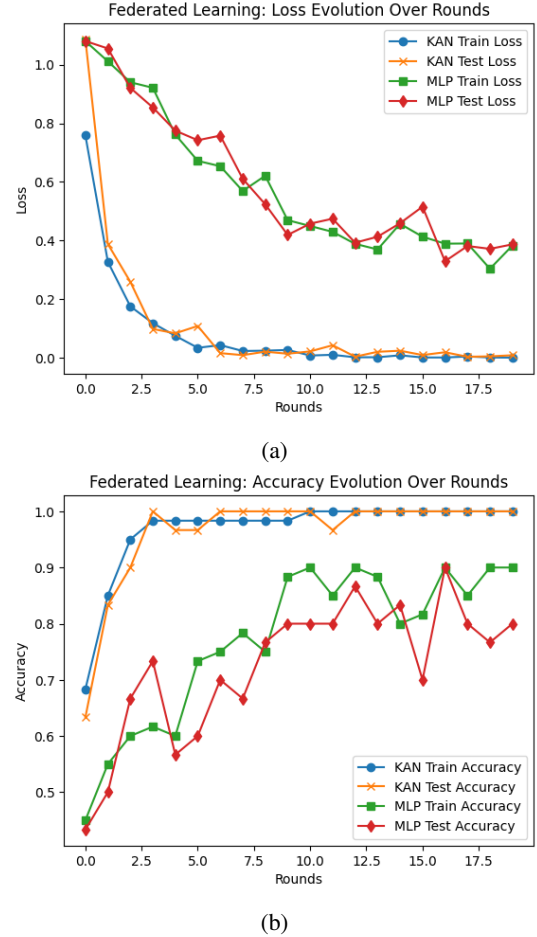 Federated Learning: Loss Evolution Over Rounds
KAN Train Loss
KAN Test Loss
MLP Train Loss
MLP Test Loss
1.0
0.8
0.6
0.4
0.2
0.0
Loss
0.0 2.5 5.0 7.5 10.0 12.5 15.0 17.5
Rounds
(a)
Federated Learning: Accuracy Evolution Over Rounds
1.0
0.9
0.8
0.7
0.6
0.5
Accuracy
KAN Train Accuracy
KAN Test Accuracy
MLP Train Accuracy
MLP Test Accuracy
0.0 2.5 5.0 7.5 10.0 12.5 15.0 17.5
Rounds
(b)